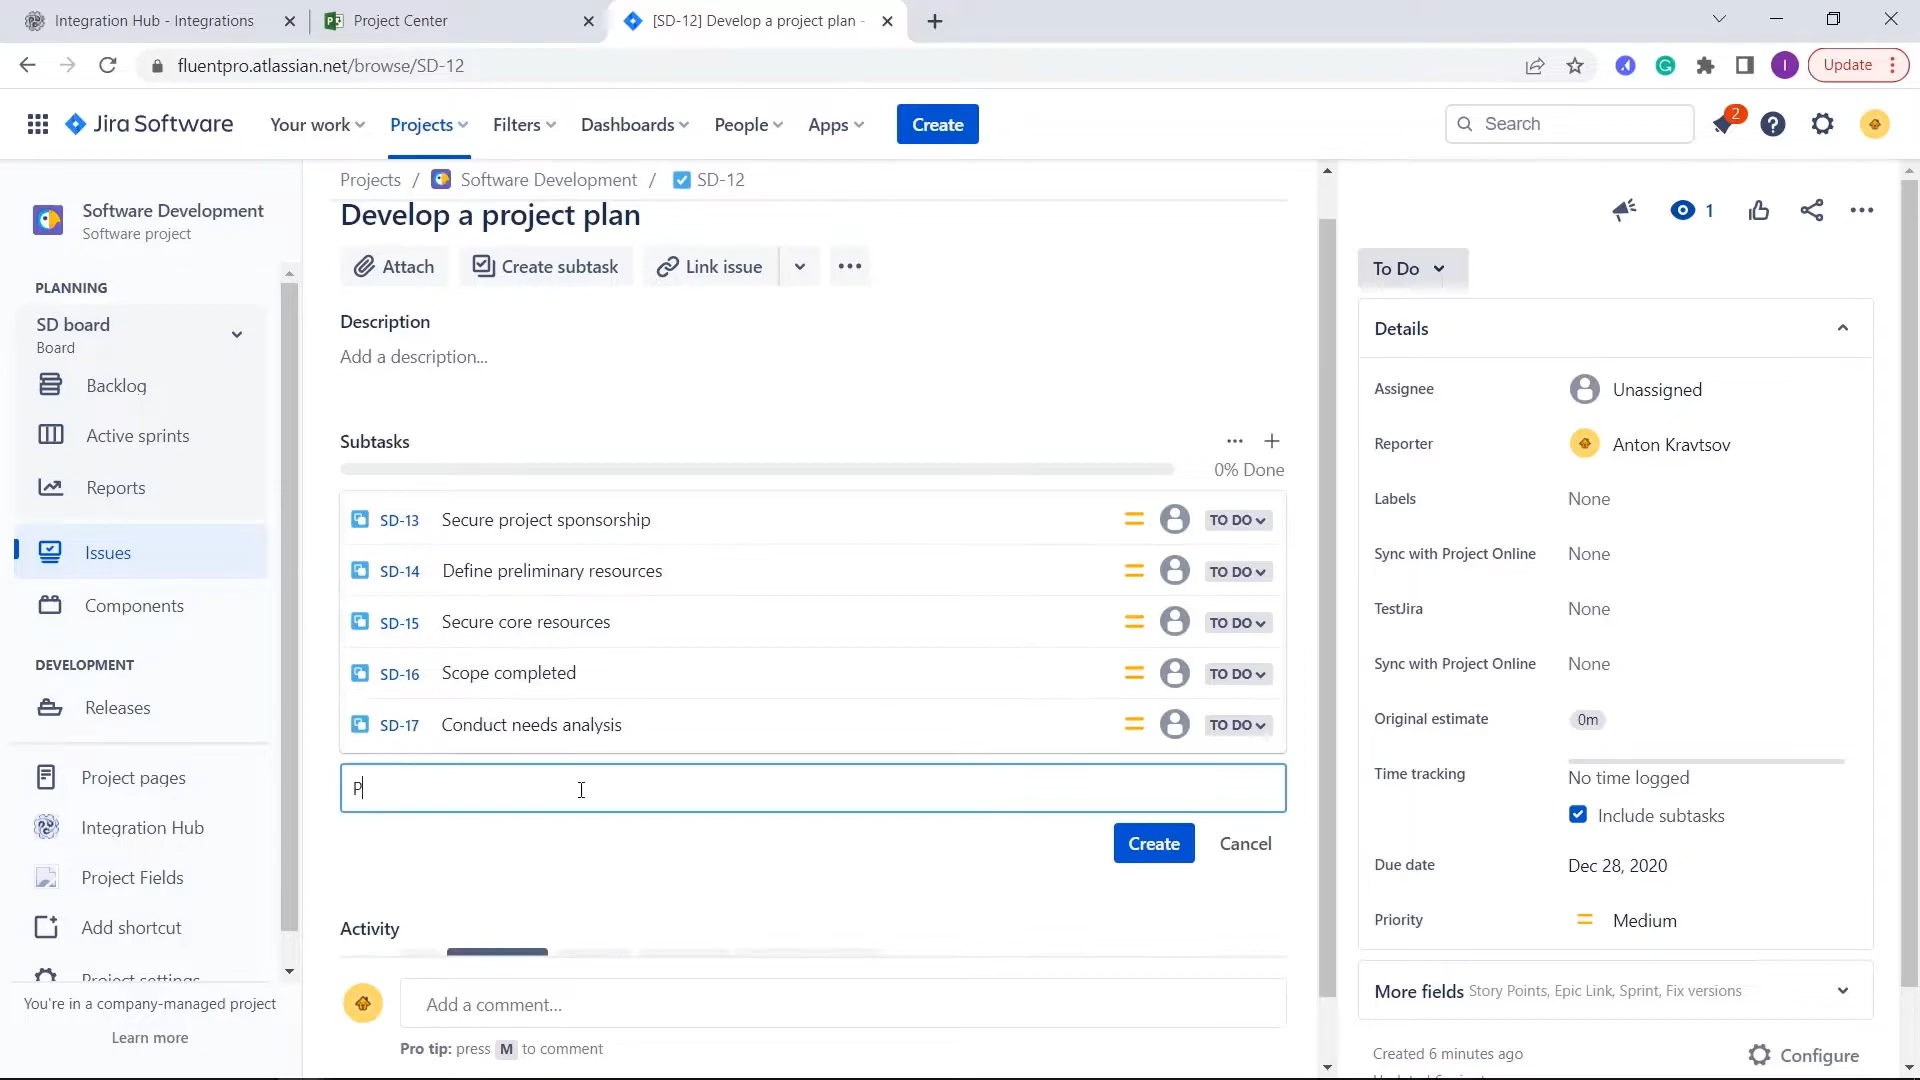 Integration Hub - Integrations
Project Center
[SD-12] Develop a project plan -
fluentpro.atlassian.net/browse/SD-12
I
Update
Jira Software
Your work
Projects
Filters
Dashboards
People
Apps
Create
Search
2
Software Development
Software project
PLANNING
SD board
Board
Backlog
Active sprints
Reports
Issues
Components
DEVELOPMENT
Releases
Project pages
Integration Hub
Project Fields
Add shortcut
Project settings
You're in a company-managed project
Learn more
Projects / Software Development / SD-12
Develop a project plan
Attach
Create subtask
Link issue
Description
Add a description...
Subtasks
0% Done
SD-13 Secure project sponsorship TO DO
SD-14 Define preliminary resources TO DO
SD-15 Secure core resources TO DO
SD-16 Scope completed TO DO
SD-17 Conduct needs analysis TO DO
P
Create
Cancel
Activity
Add a comment...
Pro tip: press M to comment
1
To Do
Details
Assignee Unassigned
Reporter Anton Kravtsov
Labels None
Sync with Project Online None
TestJira None
Sync with Project Online None
Original estimate 0m
Time tracking No time logged
Include subtasks
Due date Dec 28, 2020
Priority Medium
More fields Story Points, Epic Link, Sprint, Fix versions
Created 6 minutes ago
Configure